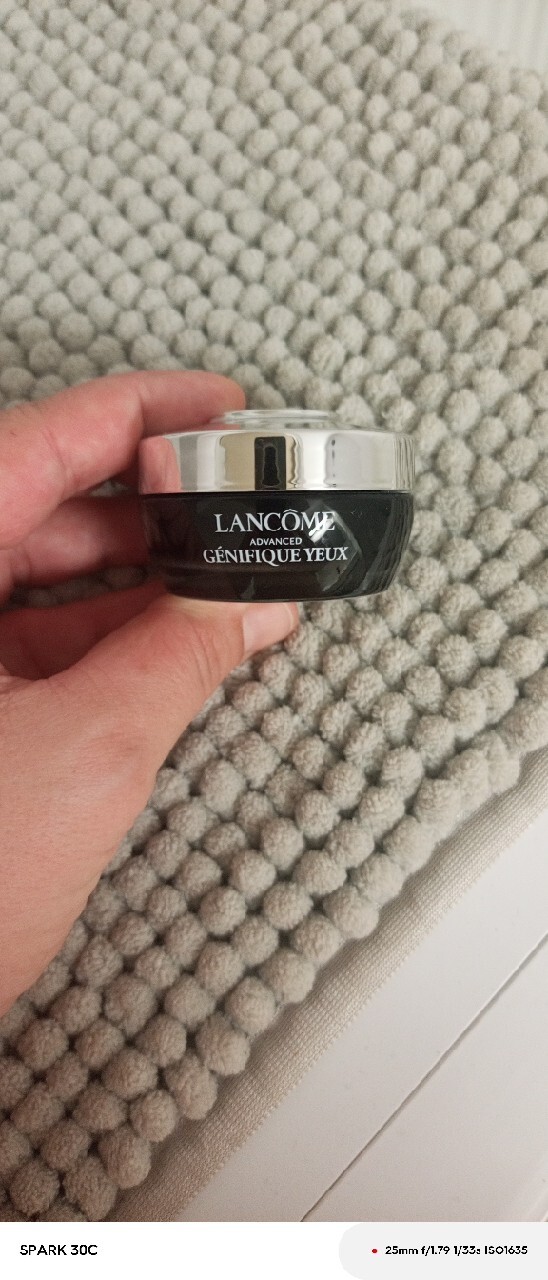 LANCÔME
ADVANCED
GÉNIFIQUE YEUX
SPARK 30C
25mm f/1.79 1/33s ISO1635